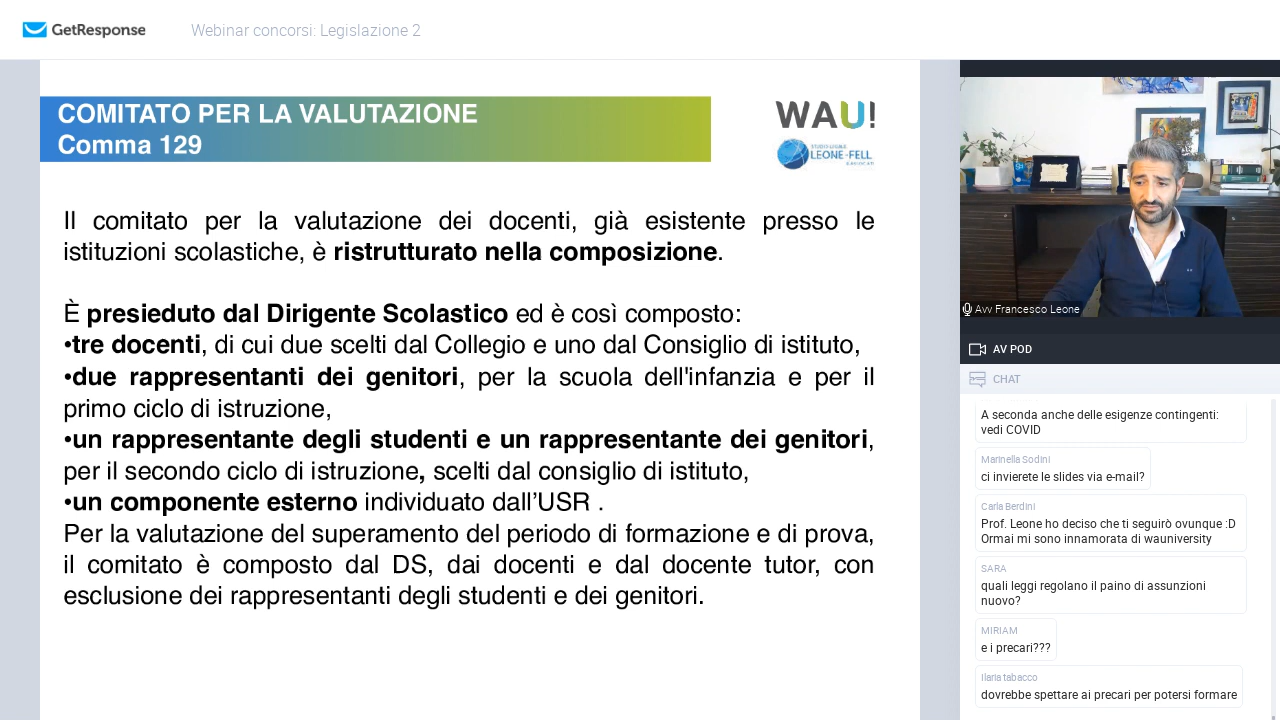 GetResponse
Webinar concorsi: Legislazione 2
COMITATO PER LA VALUTAZIONE
Comma 129
WAU!
STUDIO LEGALE
LEONE-FELL
Il comitato per la valutazione dei docenti, già esistente presso le
istituzioni scolastiche, è ristrutturato nella composizione.
È presieduto dal Dirigente Scolastico ed è così composto:
•tre docenti, di cui due scelti dal Collegio e uno dal Consiglio di istituto,
•due rappresentanti dei genitori, per la scuola dell'infanzia e per il
primo ciclo di istruzione,
•un rappresentante degli studenti e un rappresentante dei genitori,
per il secondo ciclo di istruzione, scelti dal consiglio di istituto,
•un componente esterno individuato dall’USR .
Per la valutazione del superamento del periodo di formazione e di prova,
il comitato è composto dal DS, dai docenti e dal docente tutor, con
esclusione dei rappresentanti degli studenti e dei genitori.
Avv Francesco Leone
AV POD
CHAT
A seconda anche delle esigenze contingenti:
vedi COVID
Marinella Sodini
ci invierete le slides via e-mail?
Carla Berdini
Prof. Leone ho deciso che ti seguirò ovunque :D
Ormai mi sono innamorata di wauniversity
SARA
quali leggi regolano il paino di assunzioni
nuovo?
MIRIAM
e i precari???
Ilaria tabacco
dovrebbe spettare ai precari per potersi formare